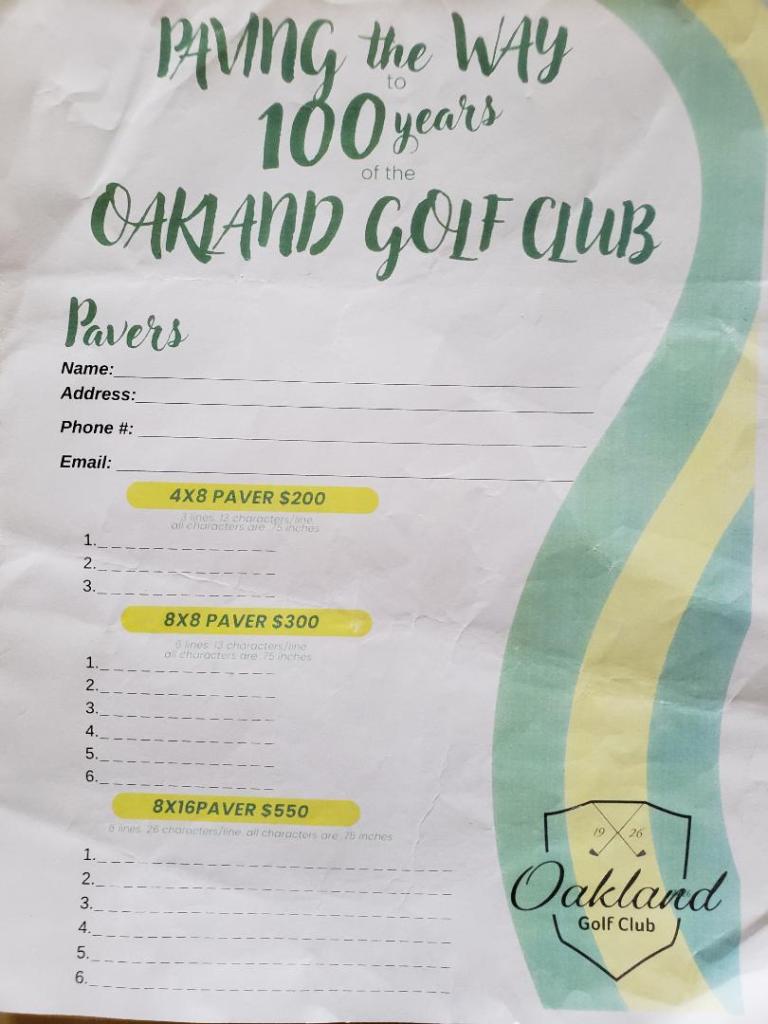 PAVING the WAY
to
100 years
of the
OAKLAND GOLF CLUB
Pavers
Name:
Address:
Phone #:
Email:
4X8 PAVER $200
3 lines, 13 characters/line,
all characters are .75 inches
1.
2.
3.
8X8 PAVER $300
6 lines, 13 characters/line
all characters are .75 inches
1.
2.
3.
4.
5.
6.
8X16PAVER $550
6 lines, 26 characters/line, all characters are .75 inches
1.
2.
3.
4.
5.
6.
19 26
Oakland
Golf Club